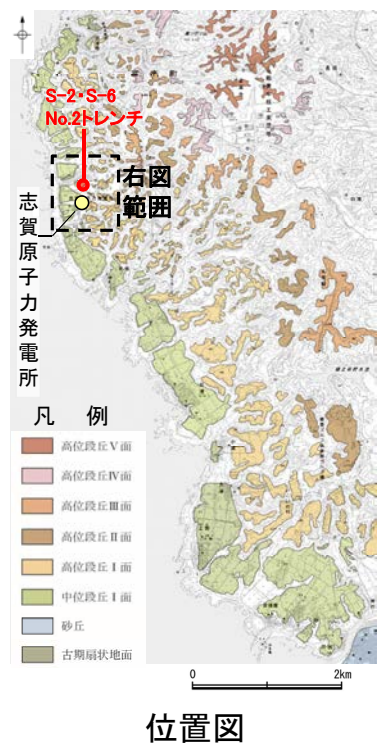 S-2・S-6
No.2トレンチ
右図
範囲
志賀原子力発電所
凡 例
高位段丘Ⅴ面
高位段丘Ⅳ面
高位段丘Ⅲ面
高位段丘Ⅱ面
高位段丘Ⅰ面
中位段丘Ⅰ面
砂丘
古期扇状地面
0 2km
位置図